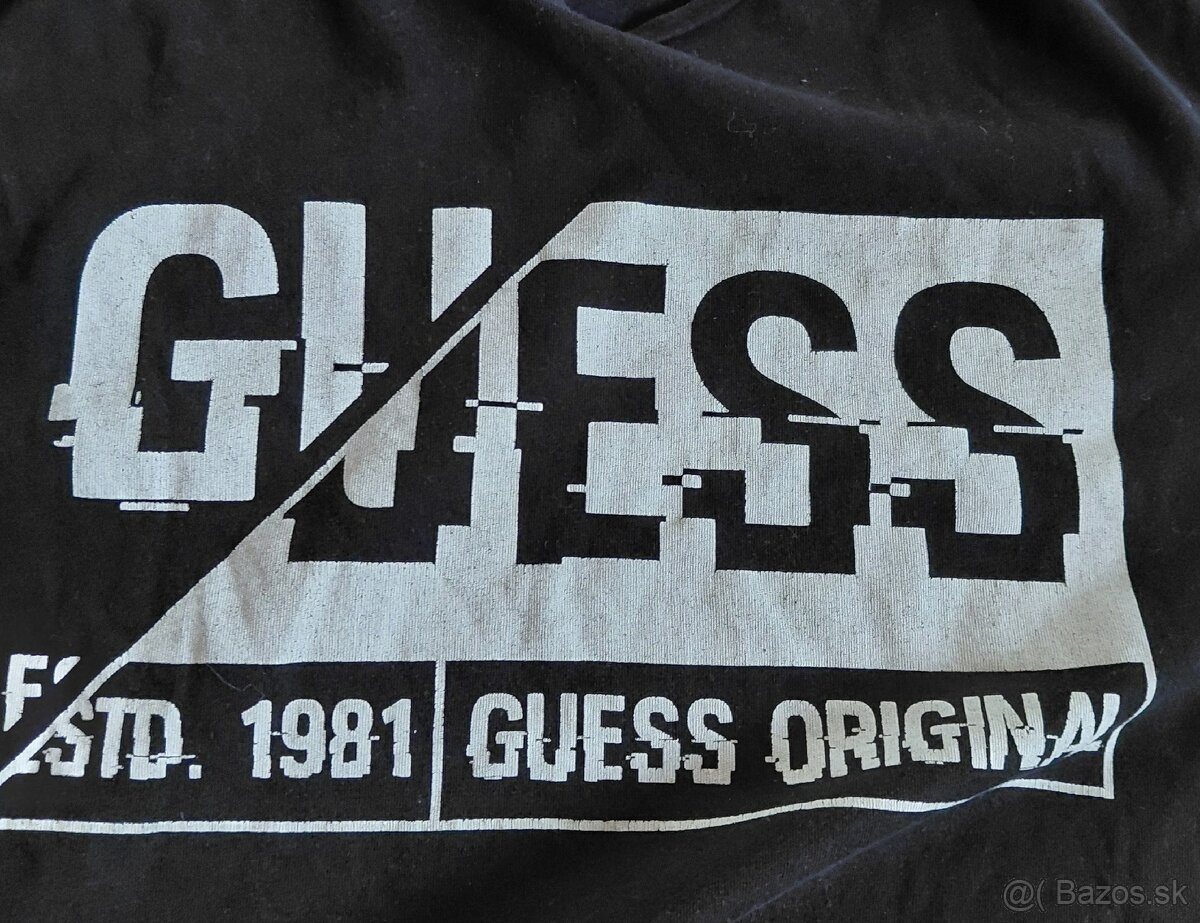 GUESS
ESTD. 1981 GUESS ORIGINAL
@( Bazos.sk